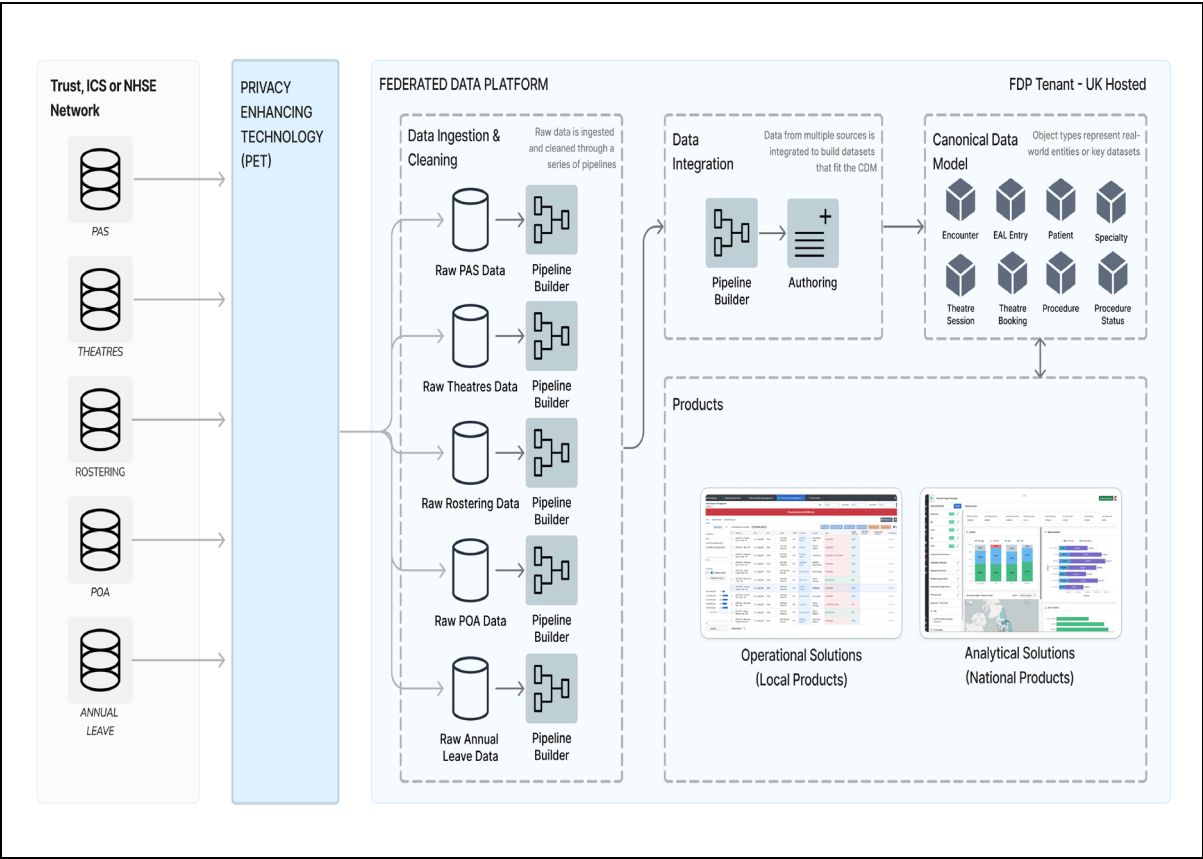 Trust, ICS or NHSE
Network
PAS
THEATRES
ROSTERING
POA
ANNUAL
LEAVE
PRIVACY
ENHANCING
TECHNOLOGY
(PET)
FEDERATED DATA PLATFORM
FDP Tenant - UK Hosted
Data Ingestion &
Cleaning
Raw data is ingested
and cleaned through a
series of pipelines
Raw PAS Data
Pipeline
Builder
Raw Theatres Data
Pipeline
Builder
Raw Rostering Data
Pipeline
Builder
Raw POA Data
Pipeline
Builder
Raw Annual
Leave Data
Pipeline
Builder
Data
Integration
Data from multiple sources is
integrated to build datasets
that fit the CDM
Pipeline
Builder
Authoring
Canonical Data
Model
Object types represent real-
world entities or key datasets
Encounter
EAL Entry
Patient
Specialty
Theatre
Session
Theatre
Booking
Procedure
Procedure
Status
Products
Operational Solutions
(Local Products)
Analytical Solutions
(National Products)